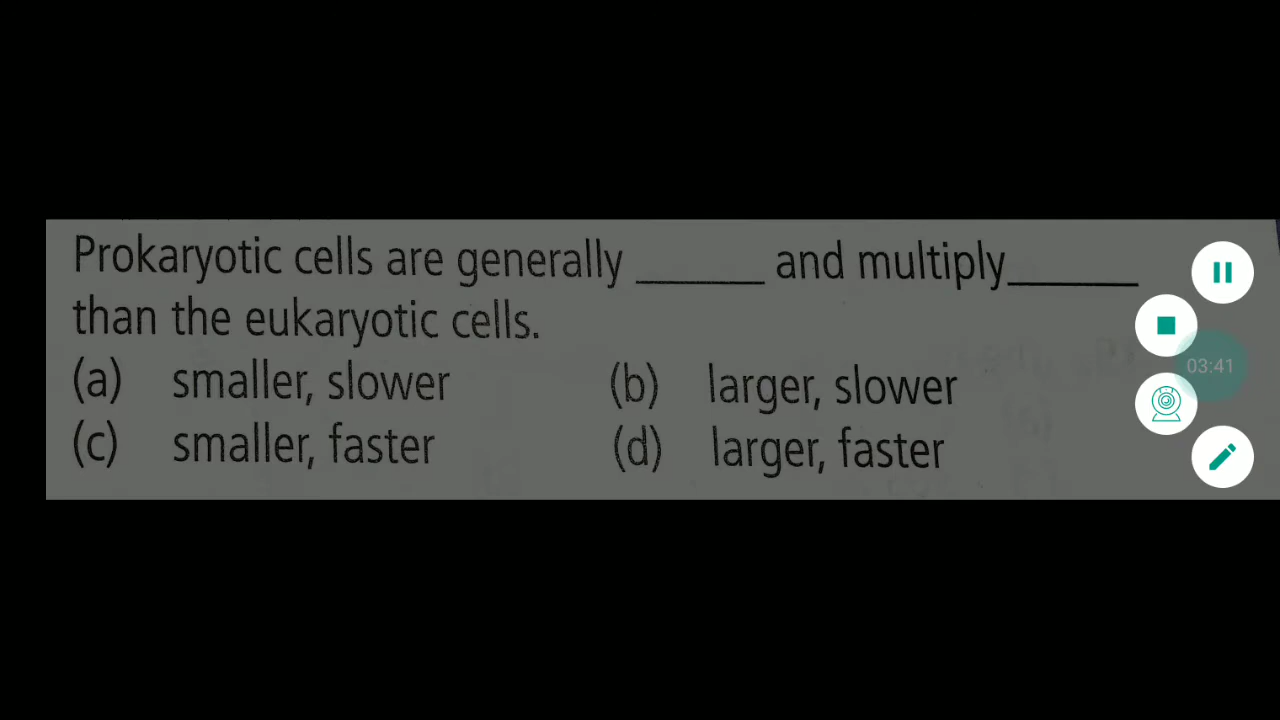 Prokaryotic cells are generally ______ and multiply______
than the eukaryotic cells.
(a) smaller, slower (b) larger, slower
(c) smaller, faster (d) larger, faster
03:41